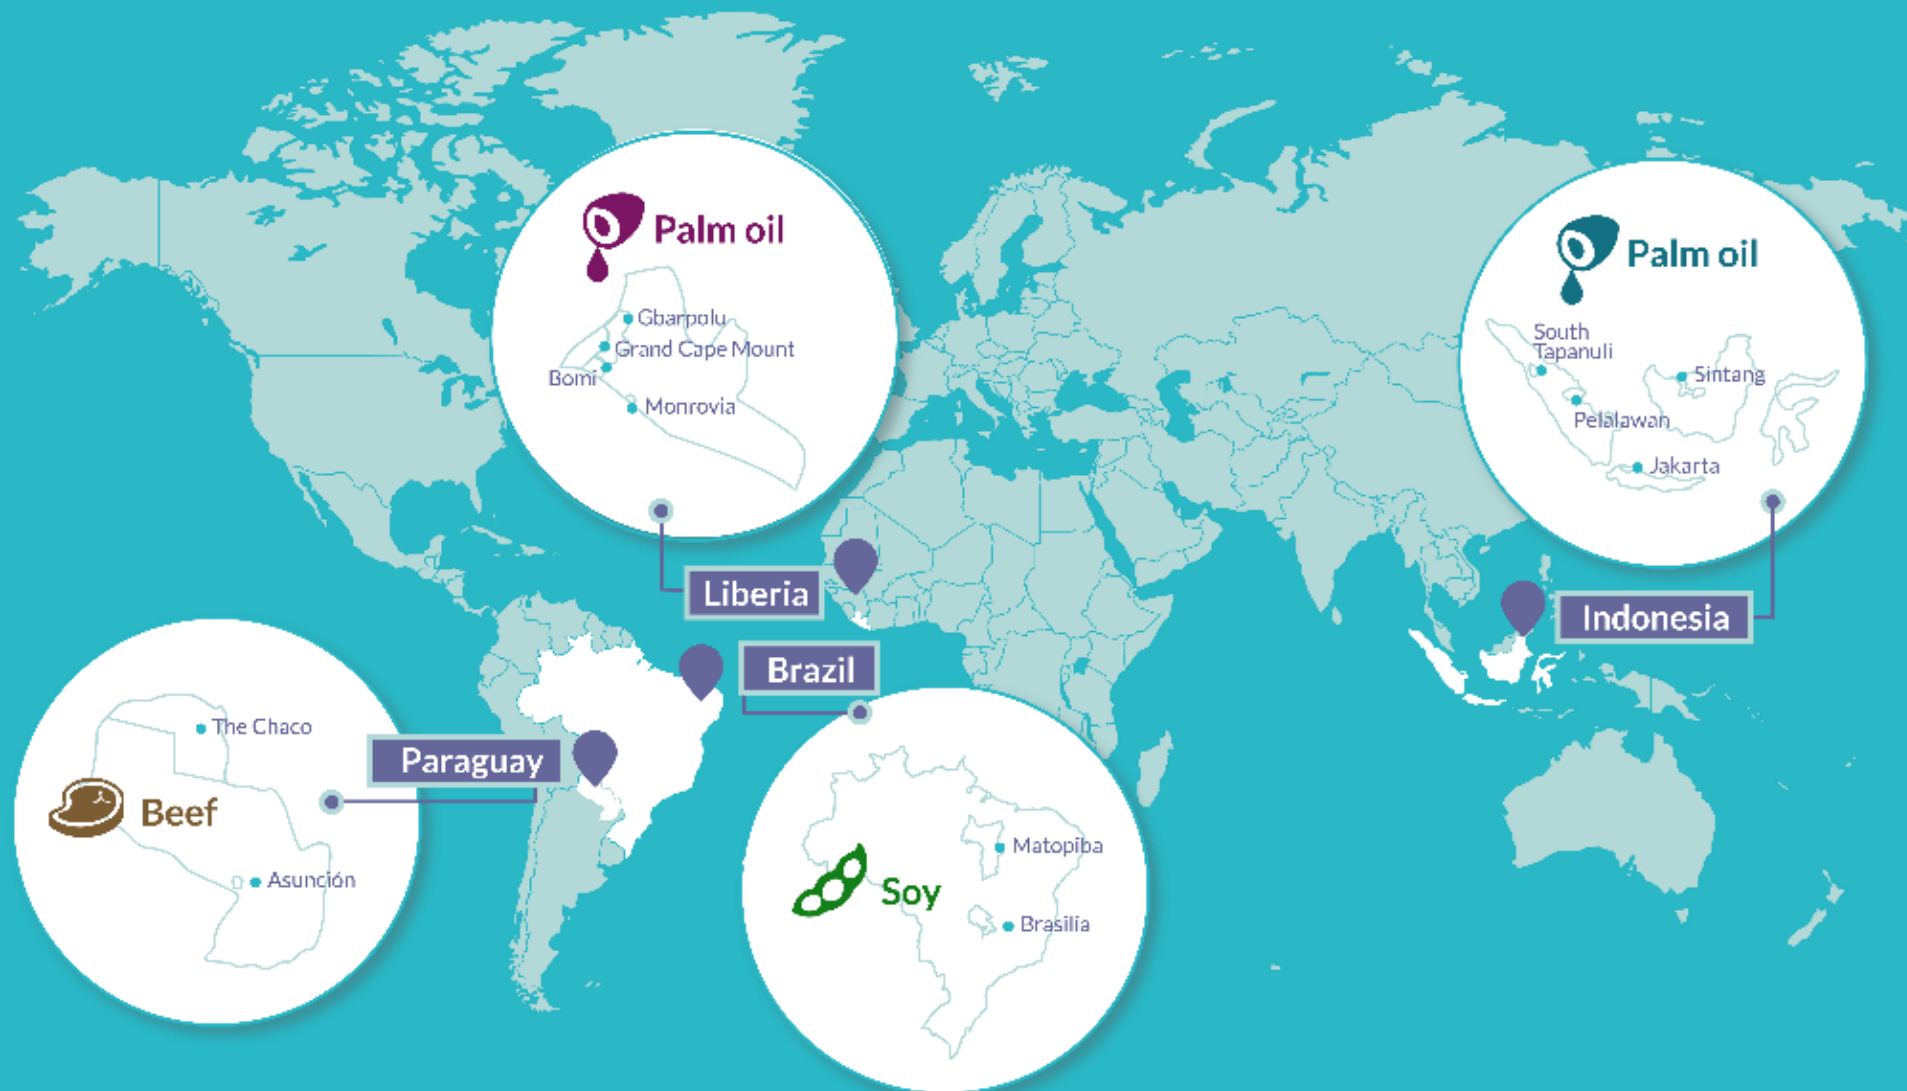 Palm oil
Gbarpolu
Grand Cape Mount
Bomi
Monrovia
Liberia
Palm oil
South
Tapanuli
Sintang
Pelalawan
Jakarta
Indonesia
Brazil
Soy
Matopiba
Brasilia
Paraguay
The Chaco
Beef
Asunción